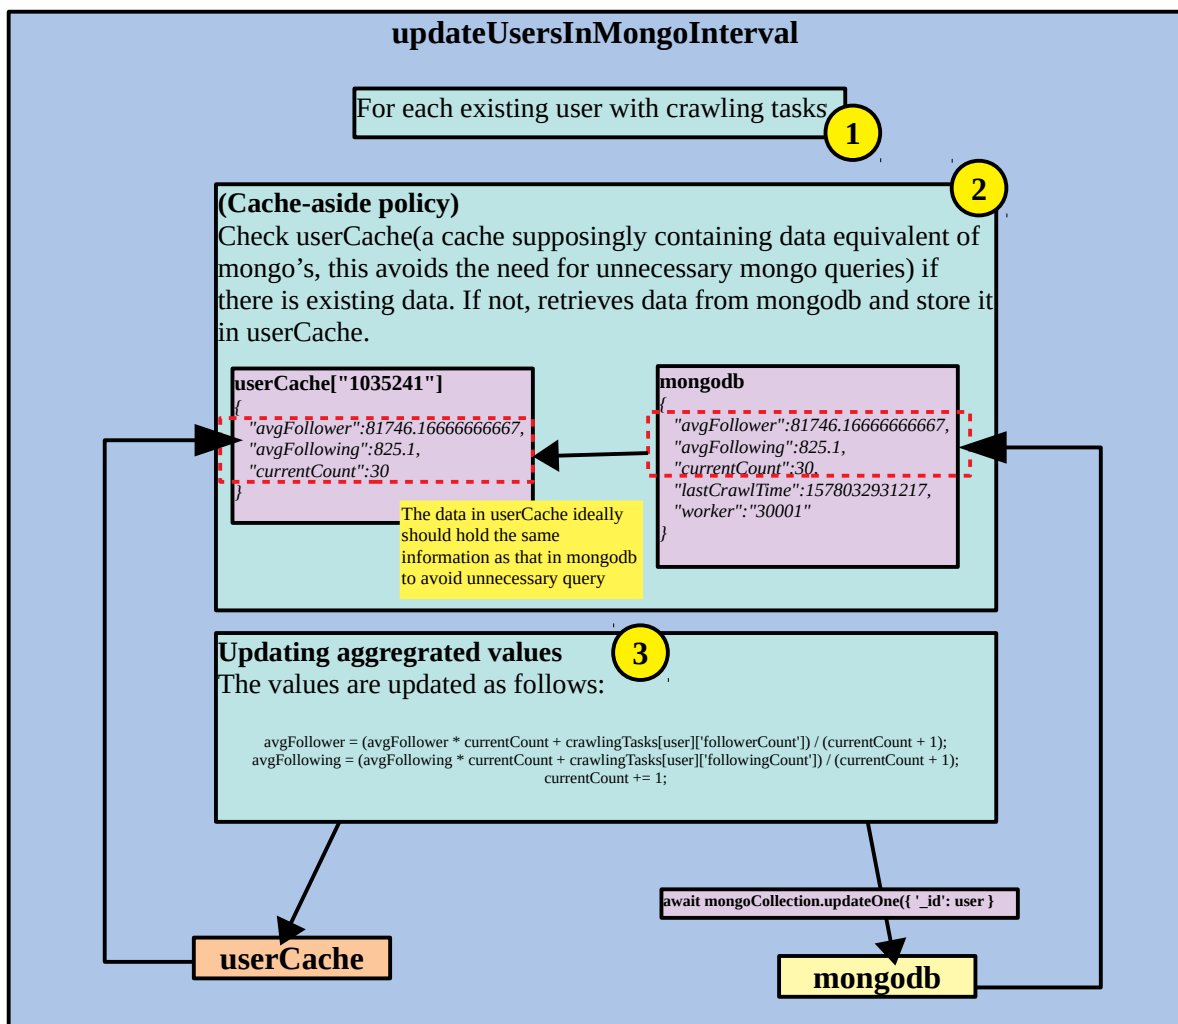 updateUsersInMongoInterval
For each existing user with crawling tasks
1
2
(Cache-aside policy)
Check userCache(a cache supposingly containing data equivalent of
mongo's, this avoids the need for unnecessary mongo queries) if
there is existing data. If not, retrieves data from mongodb and store it
in userCache.
userCache["1035241"]
{
"avgFollower":81746.16666666667,
"avgFollowing":825.1,
"currentCount":30
}
mongodb
{
"avgFollower":81746.16666666667,
"avgFollowing":825.1,
"currentCount":30,
"lastCrawlTime":1578032931217,
"worker":"30001"
}
The data in userCache ideally
should hold the same
information as that in mongodb
to avoid unnecessary query
3
Updating aggregrated values
The values are updated as follows:
avgFollower = (avgFollower * currentCount + crawlingTasks[user]['followerCount']) / (currentCount + 1);
avgFollowing = (avgFollowing * currentCount + crawlingTasks[user]['followingCount']) / (currentCount + 1);
currentCount += 1;
await mongoCollection.updateOne({ '_id': user }
userCache
mongodb